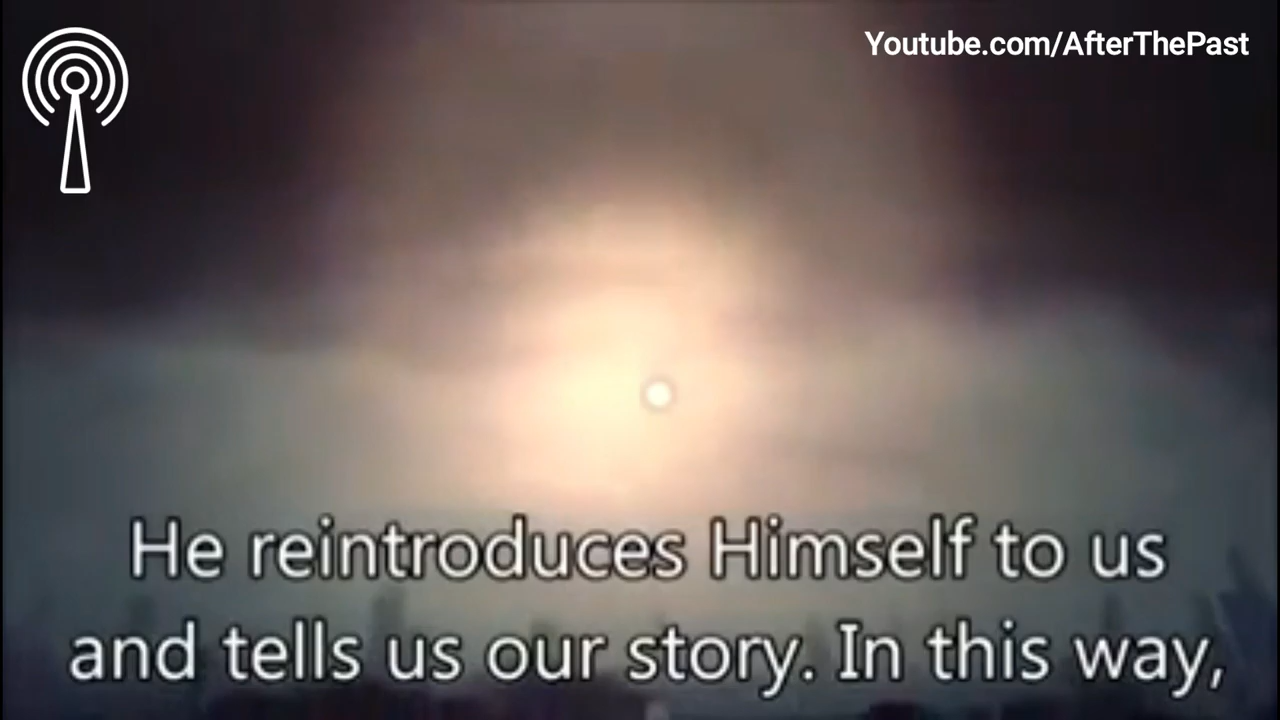 Youtube.com/AfterThePast
He reintroduces Himself to us
and tells us our story. In this way,